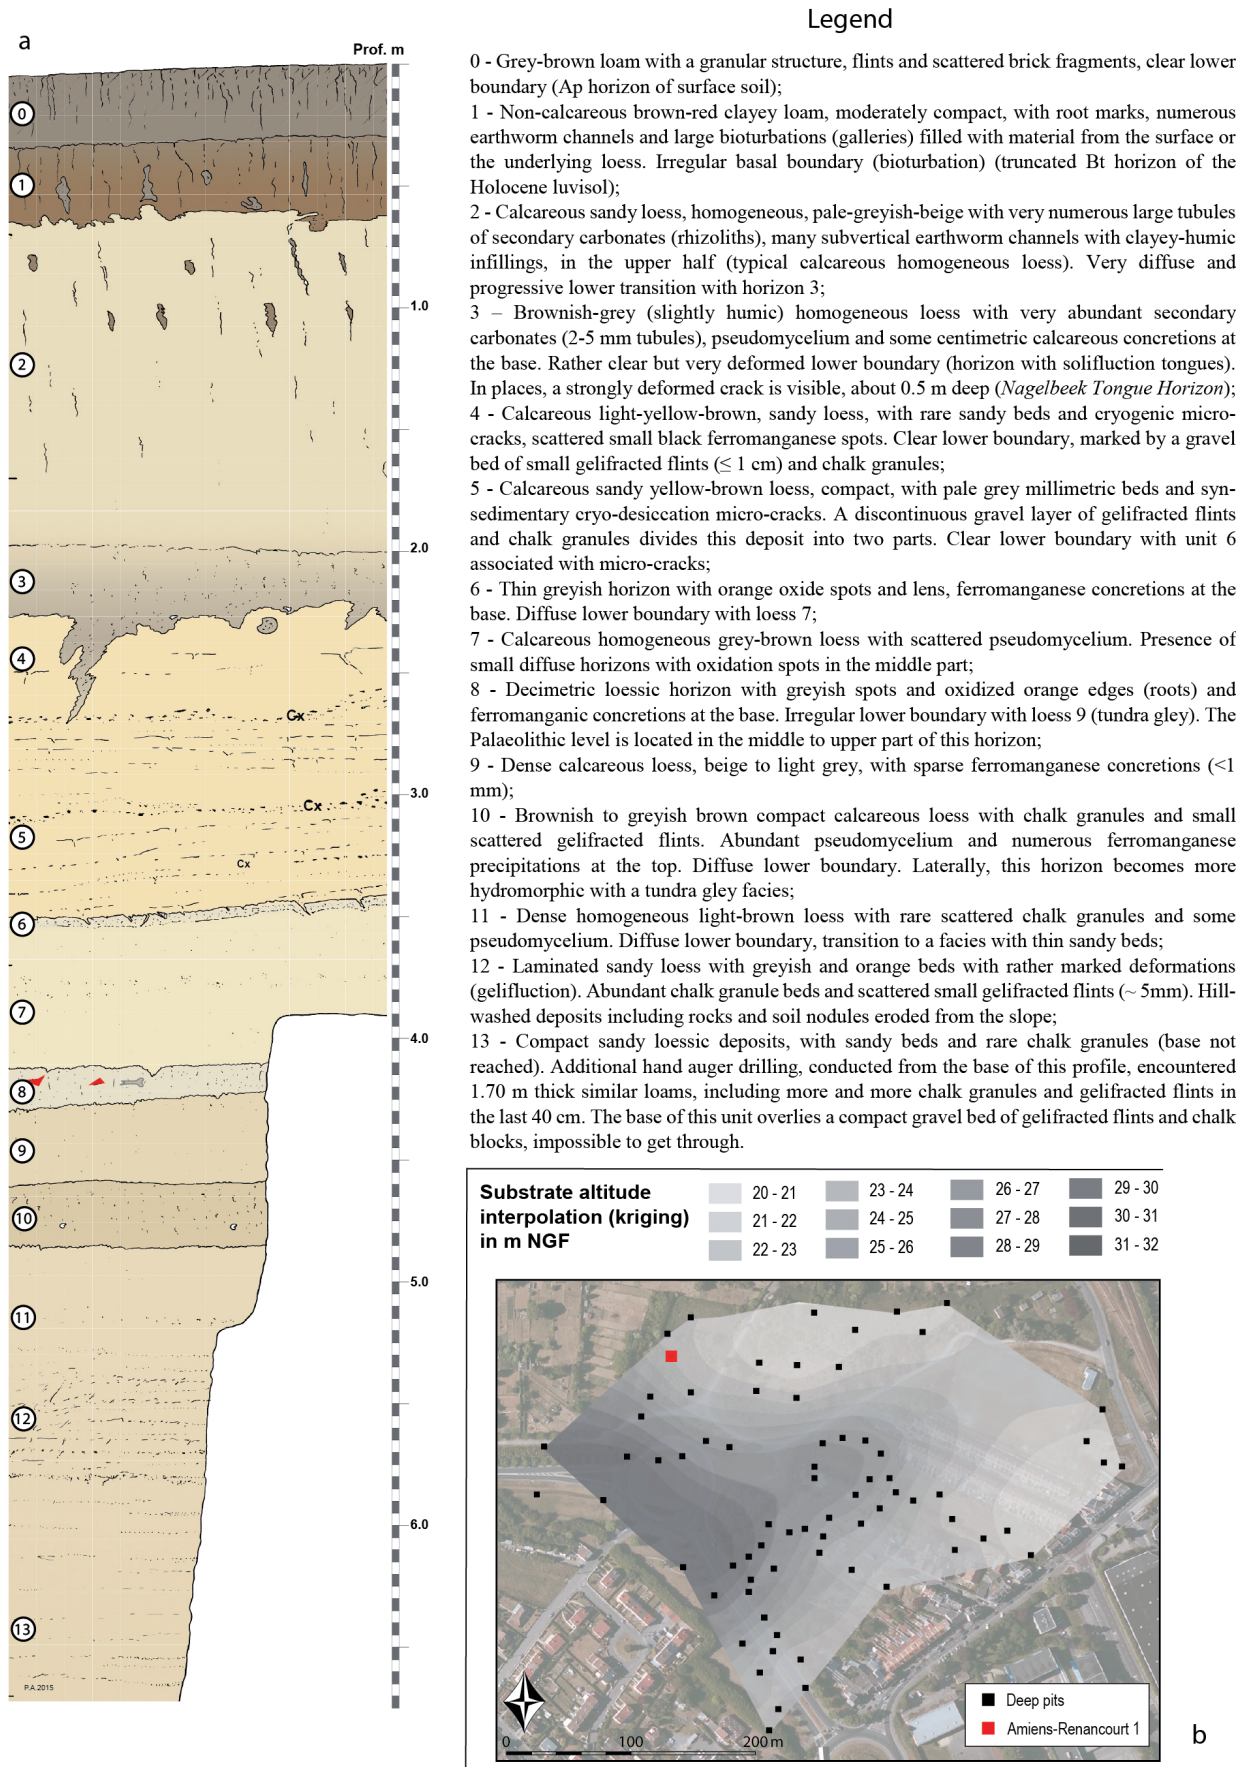 a
Prof. m
0
1
2
3
4
5
6
7
8
9
10
11
12
13
1.0
2.0
3.0
4.0
5.0
6.0
Cx
Cx
Cx
P.A.2015
Legend
0 - Grey-brown loam with a granular structure, flints and scattered brick fragments, clear lower
boundary (Ap horizon of surface soil);
1 - Non-calcareous brown-red clayey loam, moderately compact, with root marks, numerous
earthworm channels and large bioturbations (galleries) filled with material from the surface or
the underlying loess. Irregular basal boundary (bioturbation) (truncated Bt horizon of the
Holocene luvisol);
2 - Calcareous sandy loess, homogeneous, pale-greyish-beige with very numerous large tubules
of secondary carbonates (rhizoliths), many subvertical earthworm channels with clayey-humic
infillings, in the upper half (typical calcareous homogeneous loess). Very diffuse and
progressive lower transition with horizon 3;
3 – Brownish-grey (slightly humic) homogeneous loess with very abundant secondary
carbonates (2-5 mm tubules), pseudomycelium and some centimetric calcareous concretions at
the base. Rather clear but very deformed lower boundary (horizon with solifluction tongues).
In places, a strongly deformed crack is visible, about 0.5 m deep (Nagelbeek Tongue Horizon);
4 - Calcareous light-yellow-brown, sandy loess, with rare sandy beds and cryogenic micro-
cracks, scattered small black ferromanganese spots. Clear lower boundary, marked by a gravel
bed of small gelifracted flints (≤ 1 cm) and chalk granules;
5 - Calcareous sandy yellow-brown loess, compact, with pale grey millimetric beds and syn-
sedimentary cryo-desiccation micro-cracks. A discontinuous gravel layer of gelifracted flints
and chalk granules divides this deposit into two parts. Clear lower boundary with unit 6
associated with micro-cracks;
6 - Thin greyish horizon with orange oxide spots and lens, ferromanganese concretions at the
base. Diffuse lower boundary with loess 7;
7 - Calcareous homogeneous grey-brown loess with scattered pseudomycelium. Presence of
small diffuse horizons with oxidation spots in the middle part;
8 - Decimetric loessic horizon with greyish spots and oxidized orange edges (roots) and
ferromanganic concretions at the base. Irregular lower boundary with loess 9 (tundra gley). The
Palaeolithic level is located in the middle to upper part of this horizon;
9 - Dense calcareous loess, beige to light grey, with sparse ferromanganese concretions (<1
mm);
10 - Brownish to greyish brown compact calcareous loess with chalk granules and small
scattered gelifracted flints. Abundant pseudomycelium and numerous ferromanganese
precipitations at the top. Diffuse lower boundary. Laterally, this horizon becomes more
hydromorphic with a tundra gley facies;
11 - Dense homogeneous light-brown loess with rare scattered chalk granules and some
pseudomycelium. Diffuse lower boundary, transition to a facies with thin sandy beds;
12 - Laminated sandy loess with greyish and orange beds with rather marked deformations
(gelifluction). Abundant chalk granule beds and scattered small gelifracted flints (~ 5mm). Hill-
washed deposits including rocks and soil nodules eroded from the slope;
13 - Compact sandy loessic deposits, with sandy beds and rare chalk granules (base not
reached). Additional hand auger drilling, conducted from the base of this profile, encountered
1.70 m thick similar loams, including more and more chalk granules and gelifracted flints in
the last 40 cm. The base of this unit overlies a compact gravel bed of gelifracted flints and chalk
blocks, impossible to get through.
Substrate altitude
interpolation (kriging)
in m NGF
20 - 21
21 - 22
22 - 23
23 - 24
24 - 25
25 - 26
26 - 27
27 - 28
28 - 29
29 - 30
30 - 31
31 - 32
Deep pits
Amiens-Renancourt 1
0 100 200 m
b